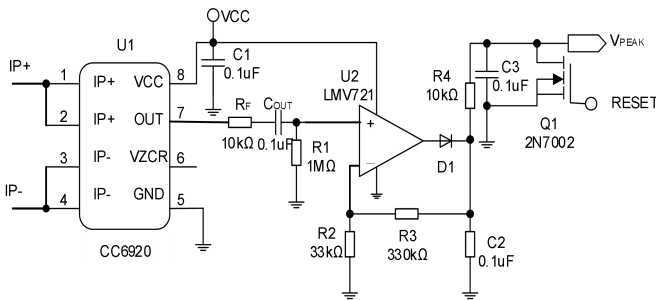 VCC
U1
C1
0.1uF
IP+
1
IP+
VCC
8
2
IP+
OUT
7
3
IP-
VZCR
6
IP-
4
IP-
GND
5
CC6920
RF
10kΩ
COUT
0.1uF
R1
1MΩ
U2
LMV721
+
−
D1
R2
33kΩ
R3
330kΩ
C2
0.1uF
R4
10kΩ
C3
0.1uF
VPEAK
RESET
Q1
2N7002